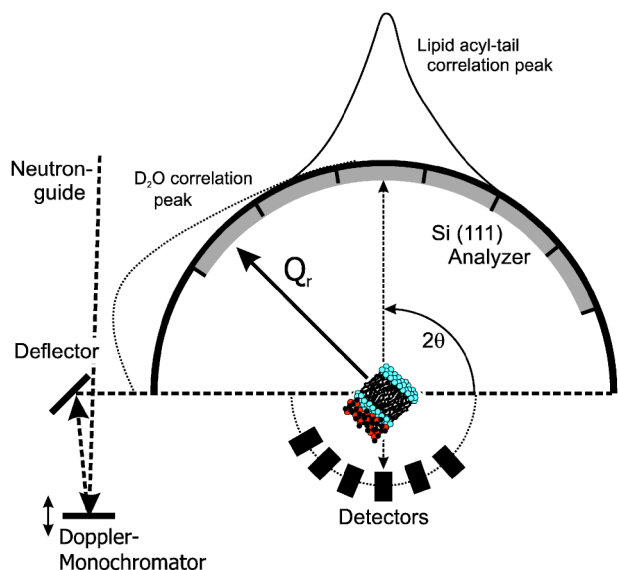 Lipid acyl-tail
correlation peak
Neutron-
guide
D₂O correlation
peak
Si (111)
Analyzer
Qᵣ
2θ
Deflector
Detectors
Doppler-
Monochromator